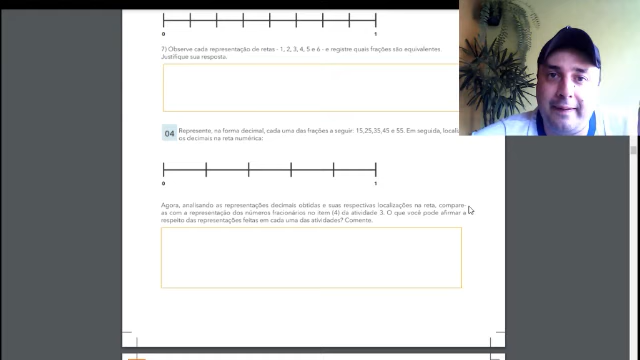 0 1
7) Observe cada representação de retas - 1, 2, 3, 4, 5 e 6 - e registre quais frações são equivalentes.
Justifique sua resposta.
04 Represente, na forma decimal, cada uma das frações a seguir: 15,25,35,45 e 55. Em seguida, localiz
os decimais na reta numérica:
0 1
Agora, analisando as representações decimais obtidas e suas respectivas localizações na reta, compare-
as com a representação dos números fracionários no item (4) da atividade 3. O que você pode afirmar a
respeito das representações feitas em cada uma das atividades? Comente.